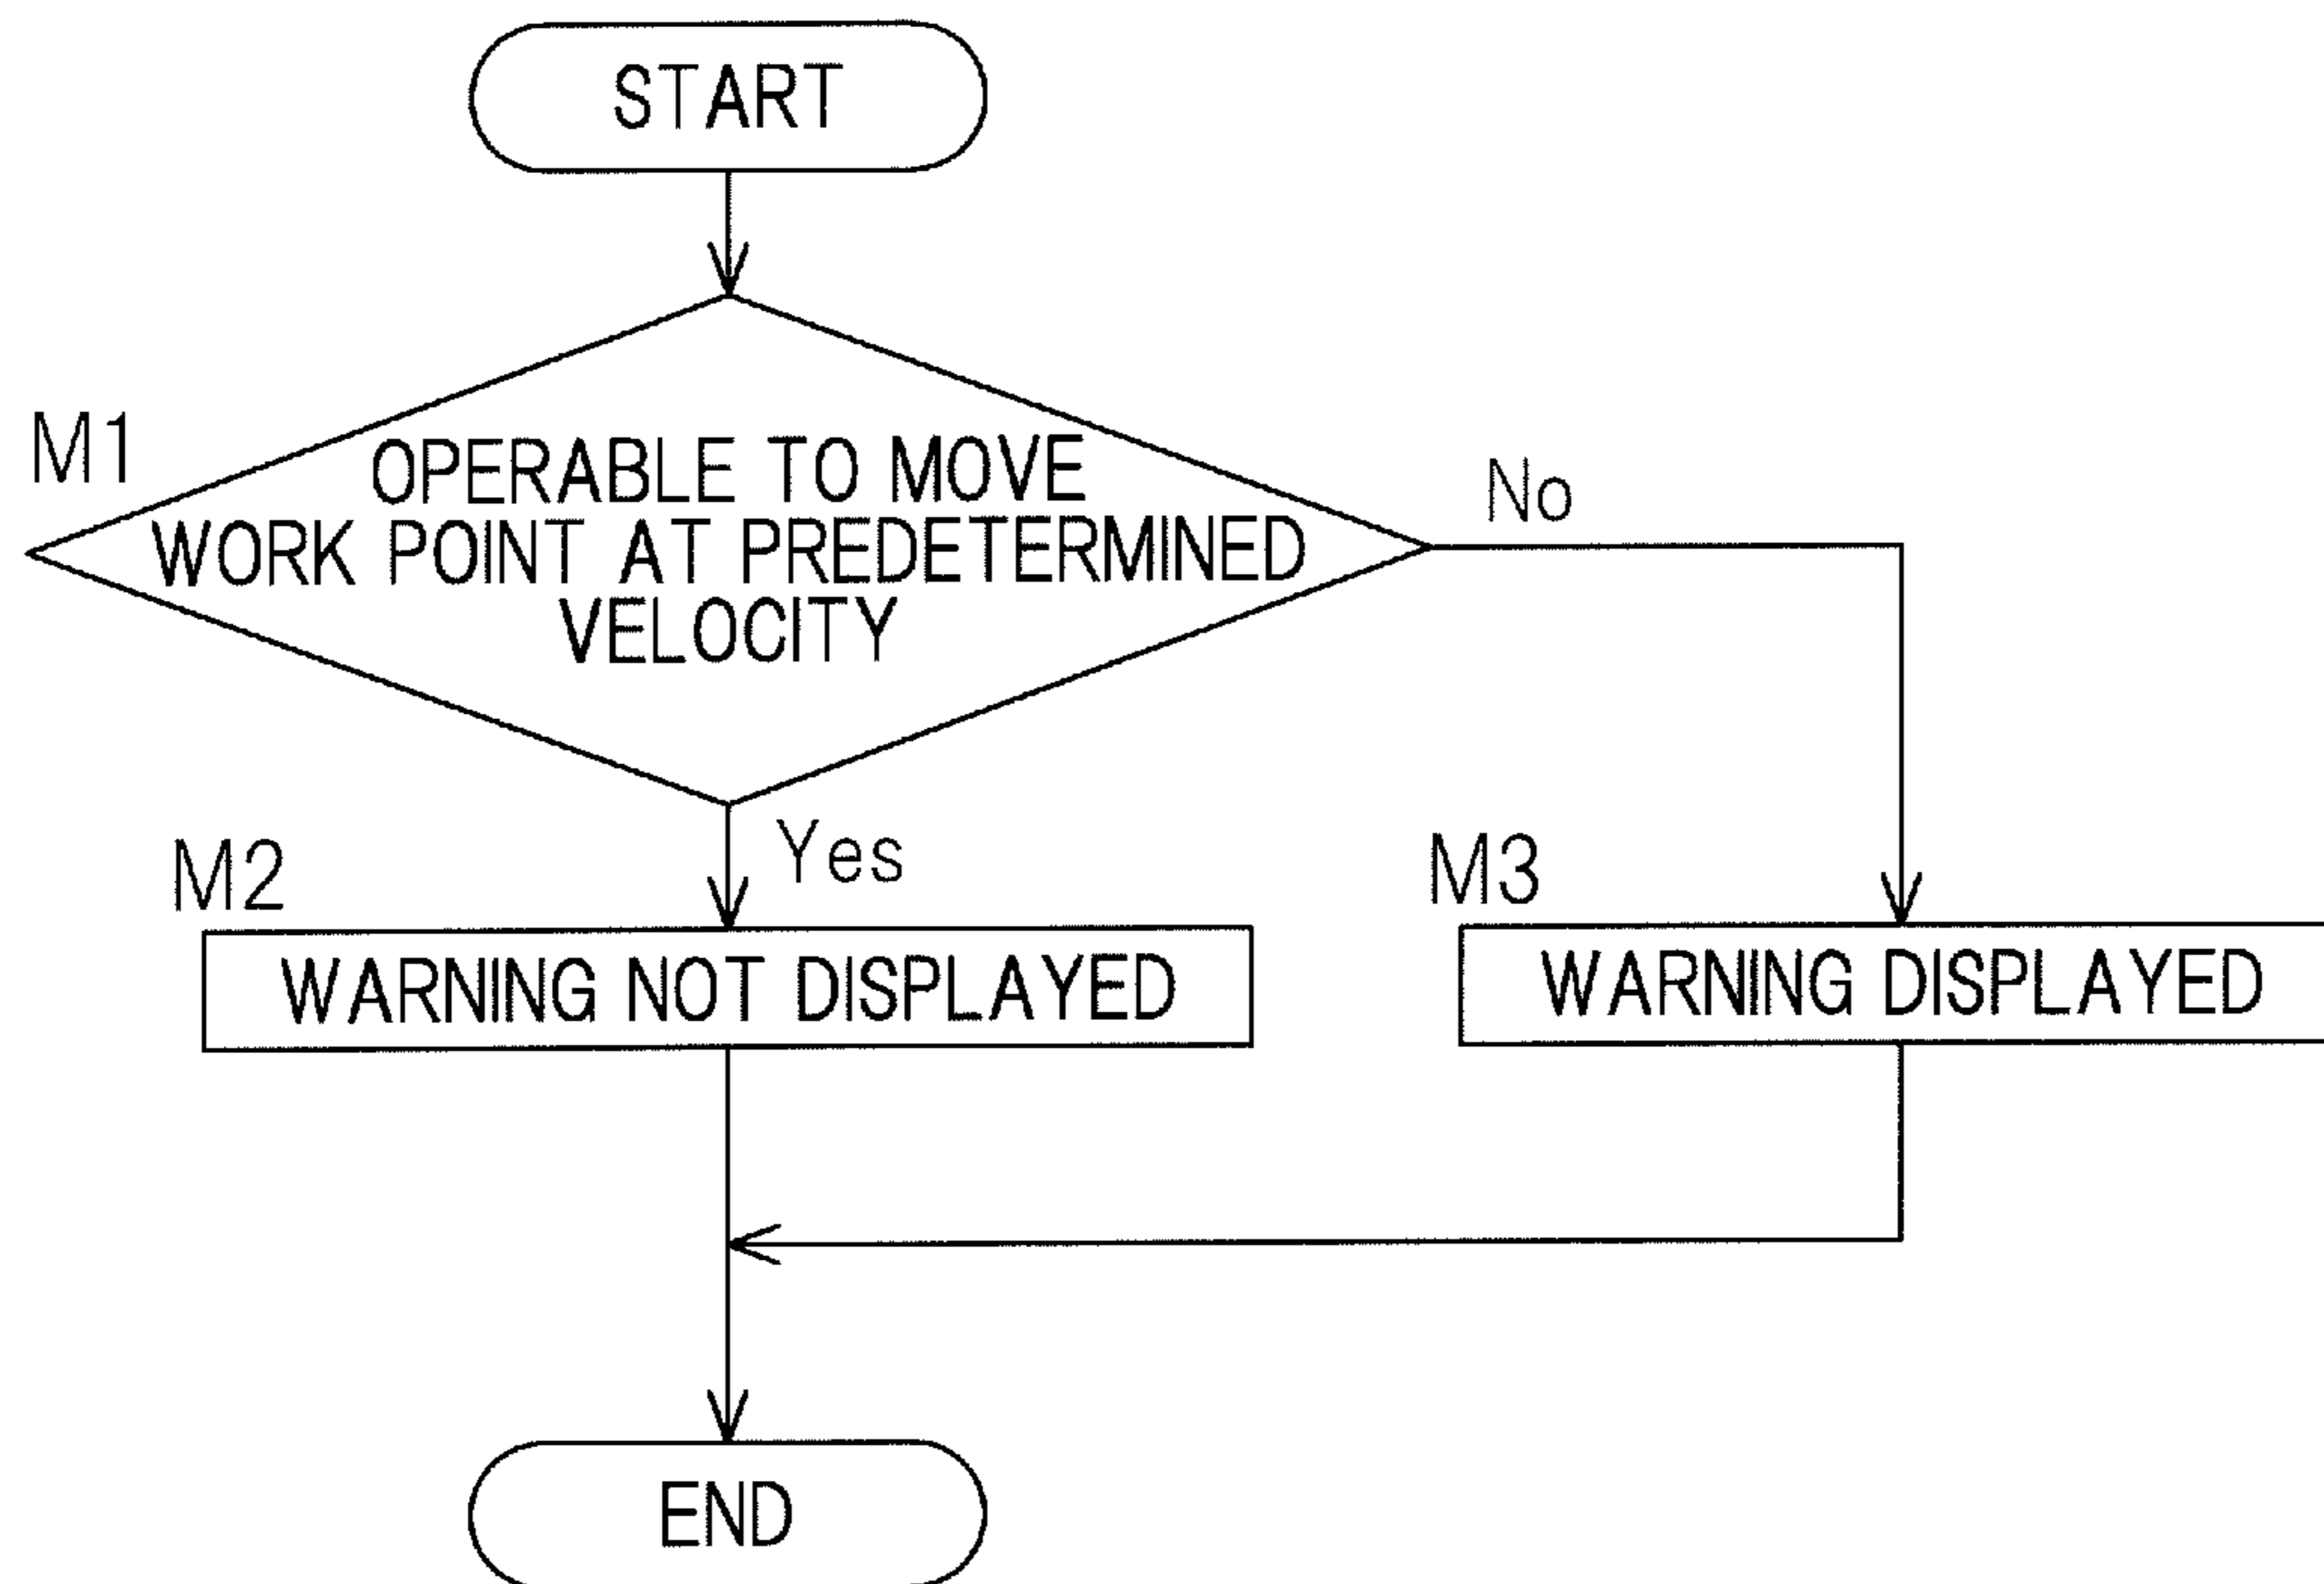 START
M1
OPERABLE TO MOVE
WORK POINT AT PREDETERMINED
VELOCITY
No
Yes
M2
M3
WARNING NOT DISPLAYED
WARNING DISPLAYED
END